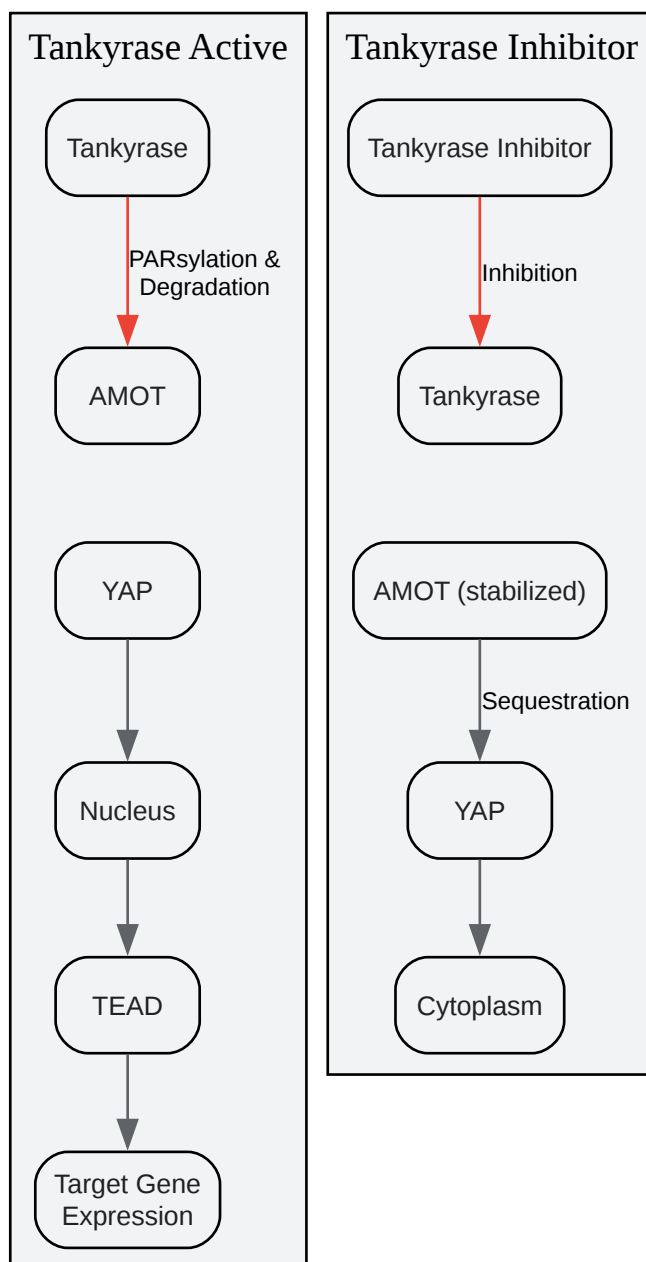 Tankyrase Active
Tankyrase
PARsylation &
Degradation
AMOT
YAP
Nucleus
TEAD
Target Gene
Expression
Tankyrase Inhibitor
Tankyrase Inhibitor
Inhibition
Tankyrase
AMOT (stabilized)
Sequestration
YAP
Cytoplasm